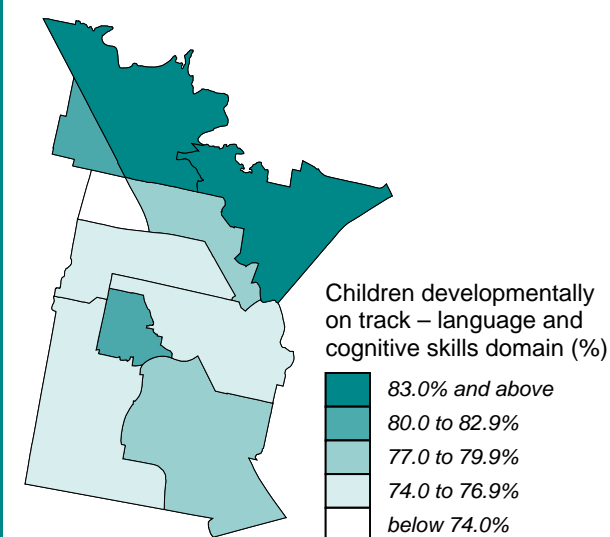 Children developmentally
on track – language and
cognitive skills domain (%)
83.0% and above
80.0 to 82.9%
77.0 to 79.9%
74.0 to 76.9%
below 74.0%